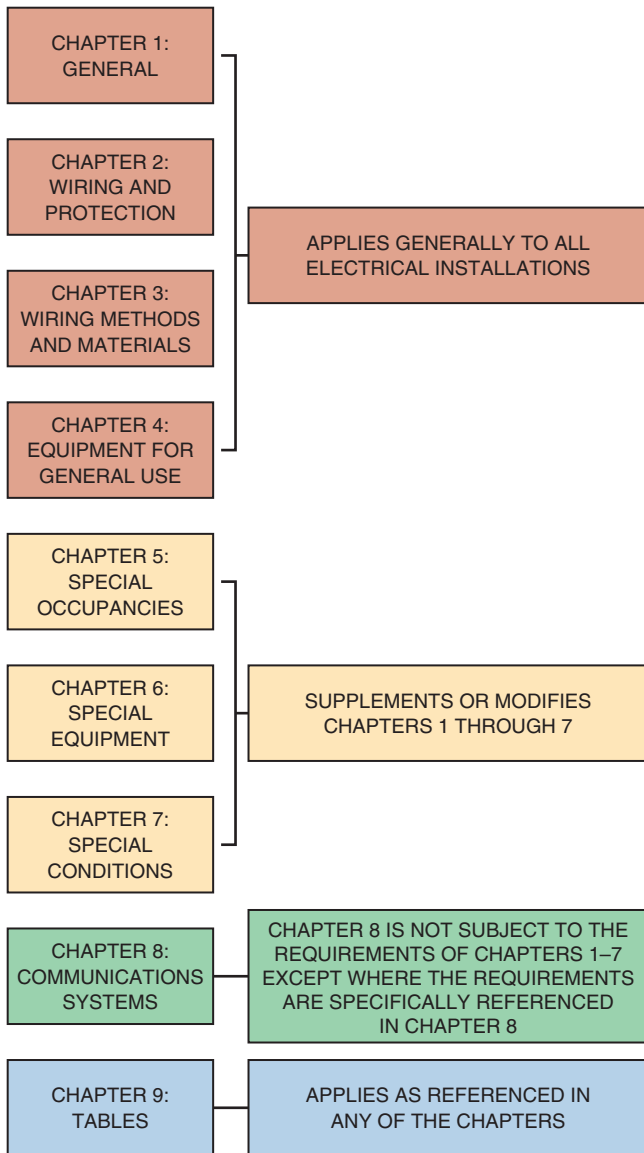 CHAPTER 1:
GENERAL
CHAPTER 2:
WIRING AND
PROTECTION
CHAPTER 3:
WIRING METHODS
AND MATERIALS
CHAPTER 4:
EQUIPMENT FOR
GENERAL USE
APPLIES GENERALLY TO ALL
ELECTRICAL INSTALLATIONS
CHAPTER 5:
SPECIAL
OCCUPANCIES
CHAPTER 6:
SPECIAL
EQUIPMENT
CHAPTER 7:
SPECIAL
CONDITIONS
SUPPLEMENTS OR MODIFIES
CHAPTERS 1 THROUGH 7
CHAPTER 8:
COMMUNICATIONS
SYSTEMS
CHAPTER 8 IS NOT SUBJECT TO THE
REQUIREMENTS OF CHAPTERS 1–7
EXCEPT WHERE THE REQUIREMENTS
ARE SPECIFICALLY REFERENCED
IN CHAPTER 8
CHAPTER 9:
TABLES
APPLIES AS REFERENCED IN
ANY OF THE CHAPTERS